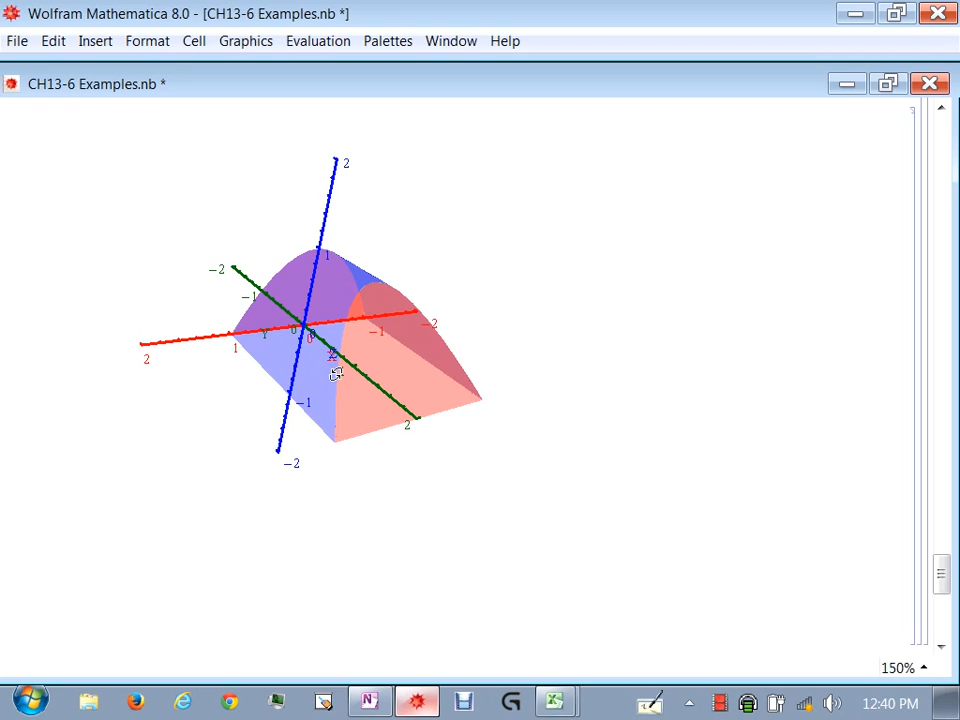 Wolfram Mathematica 8.0 - [CH13-6 Examples.nb *]
File Edit Insert Format Cell Graphics Evaluation Palettes Window Help
CH13-6 Examples.nb *
2
-2
1
-1
Y 0 0
0
-1
-2
2
1
Z
X
-1
2
-2
150%
12:40 PM